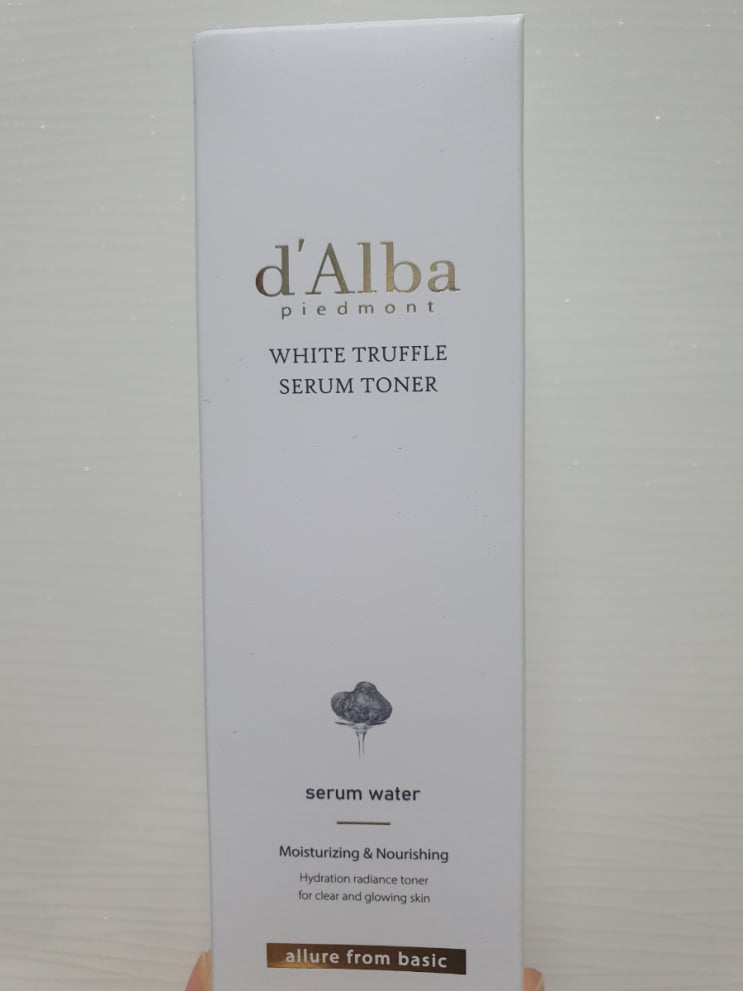 d'Alba
piedmont
WHITE TRUFFLE
SERUM TONER
serum water
Moisturizing & Nourishing
Hydration radiance toner
for clear and glowing skin
allure from basic